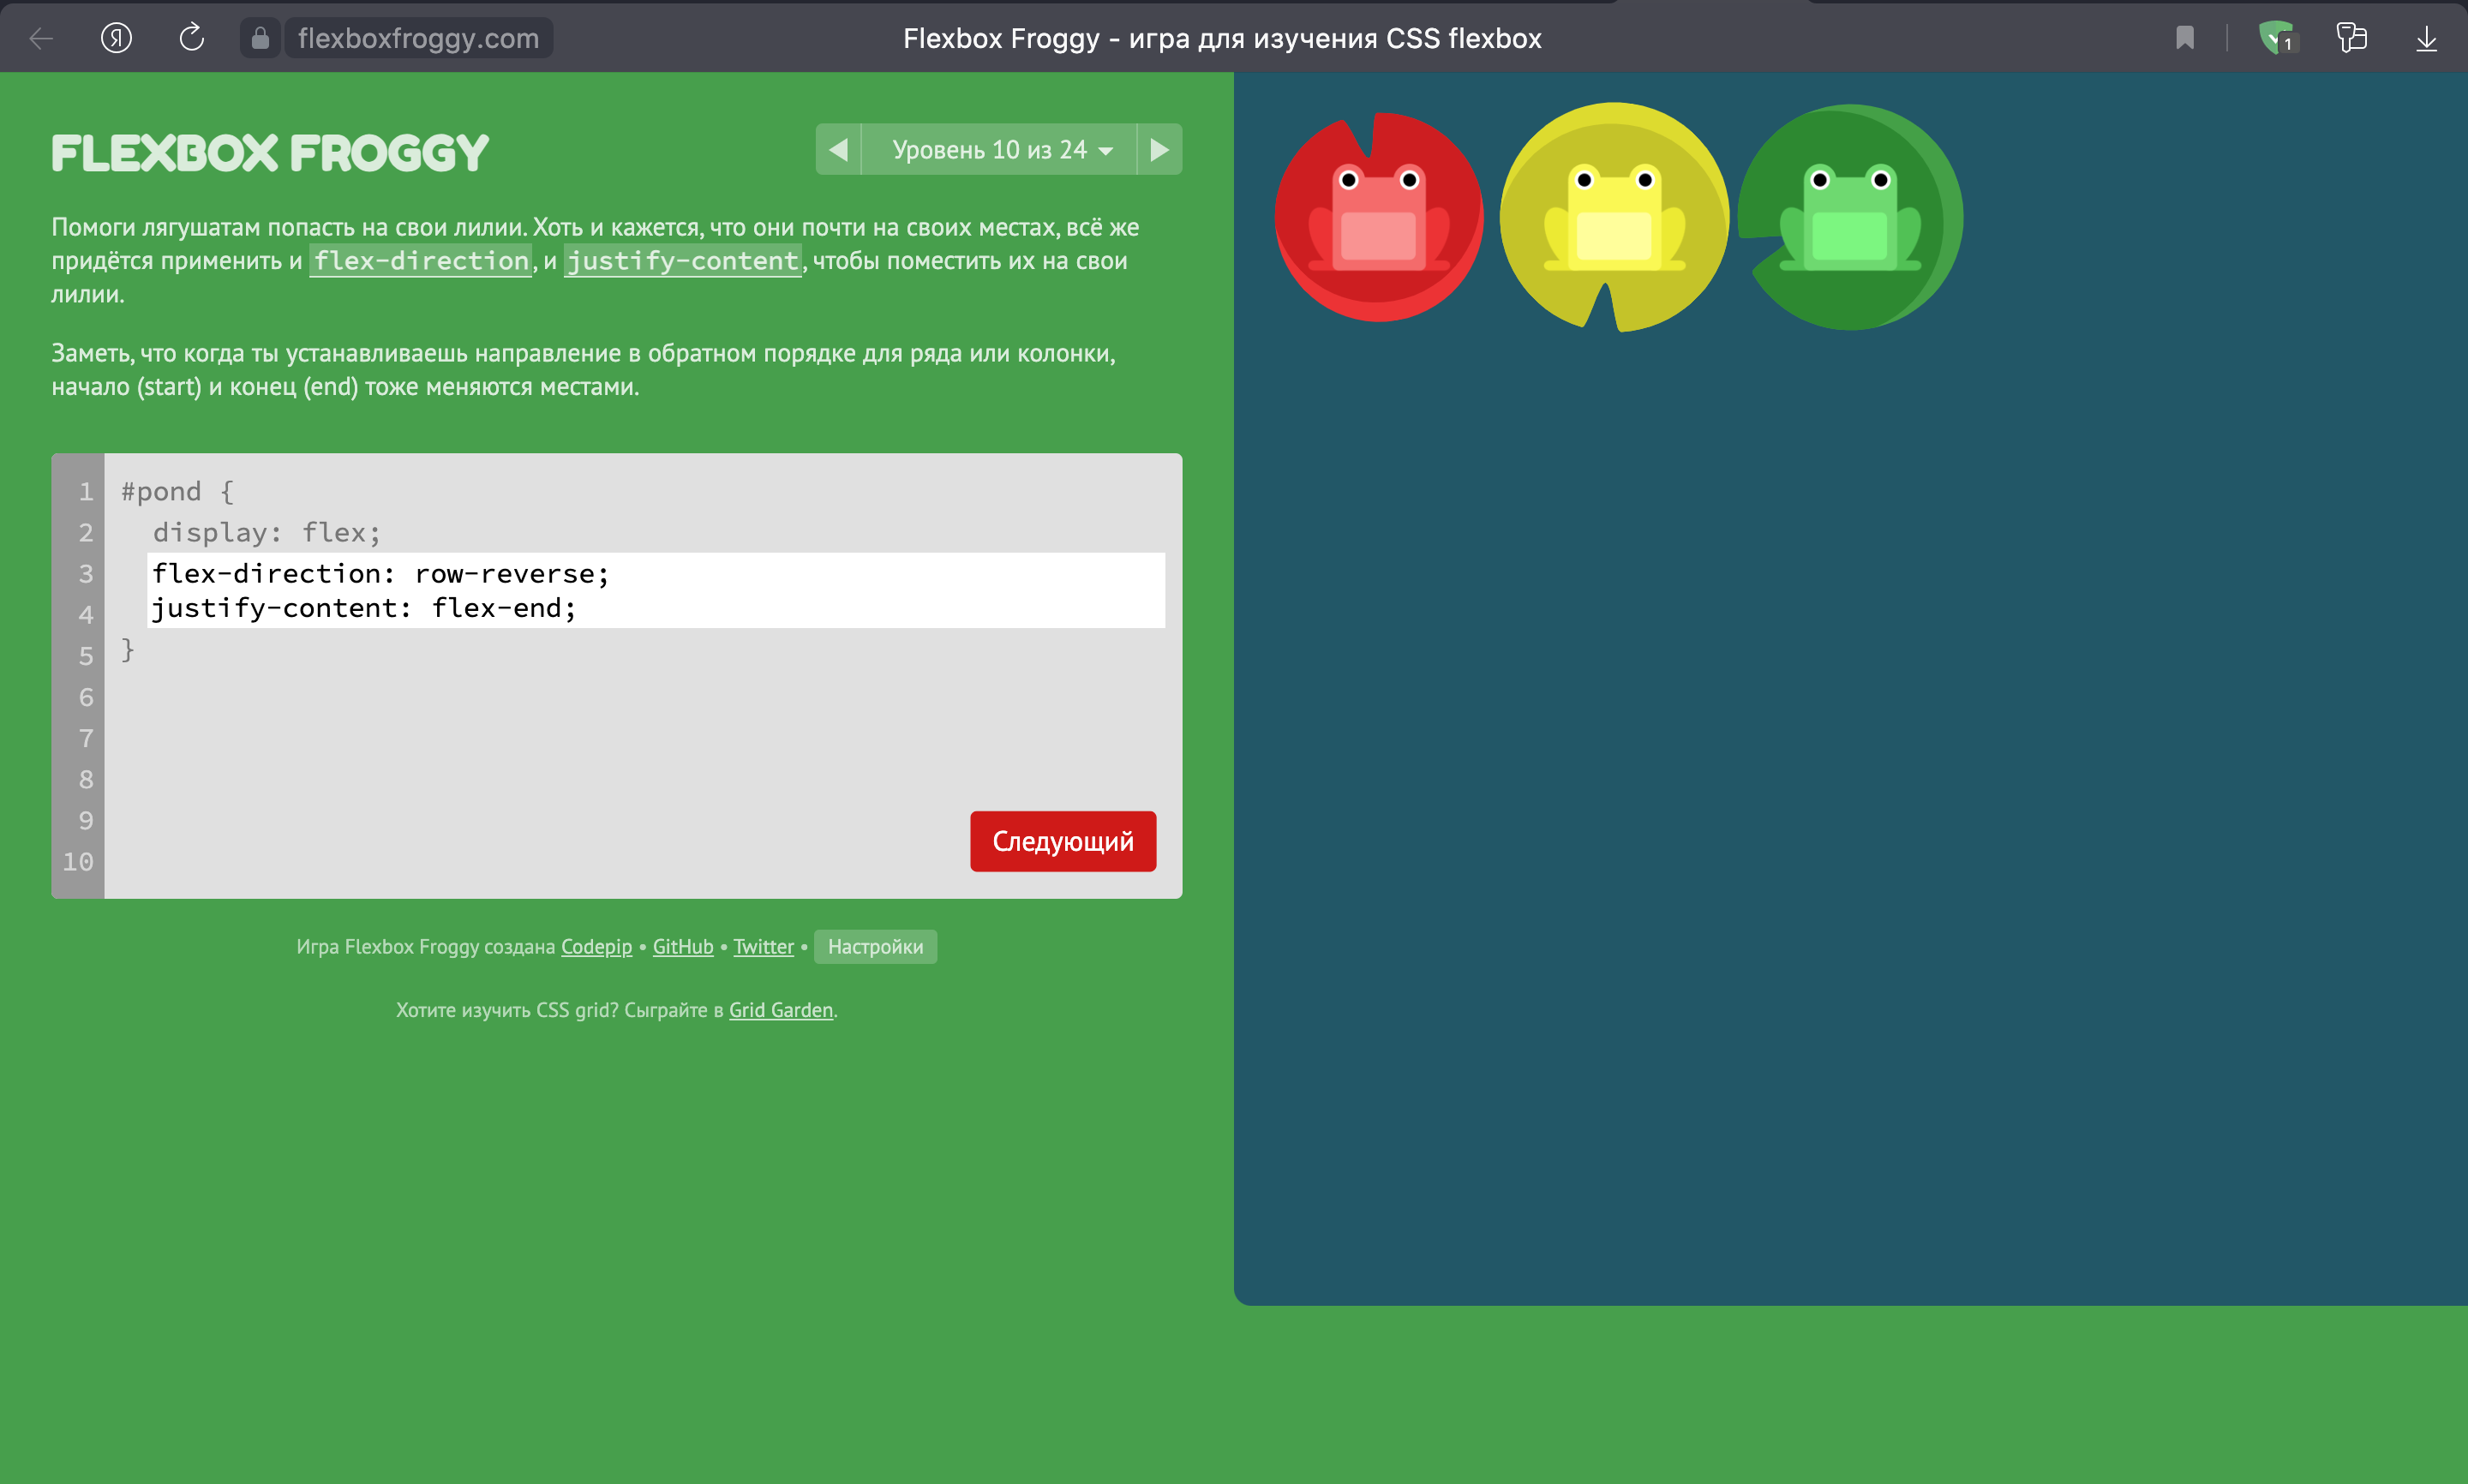 flexboxfroggy.com
Flexbox Froggy - игра для изучения CSS flexbox
1
FLEXBOX FROGGY
Уровень 10 из 24
Помоги лягушатам попасть на свои лилии. Хоть и кажется, что они почти на своих местах, всё же
придётся применить и flex-direction, и justify-content, чтобы поместить их на свои
лилии.
Заметь, что когда ты устанавливаешь направление в обратном порядке для ряда или колонки,
начало (start) и конец (end) тоже меняются местами.
1 #pond {
2 display: flex;
3 flex-direction: row-reverse;
4 justify-content: flex-end;
5 }
6
7
8
9
10
Следующий
Игра Flexbox Froggy создана Codepip • GitHub • Twitter • Настройки
Хотите изучить CSS grid? Сыграйте в Grid Garden.